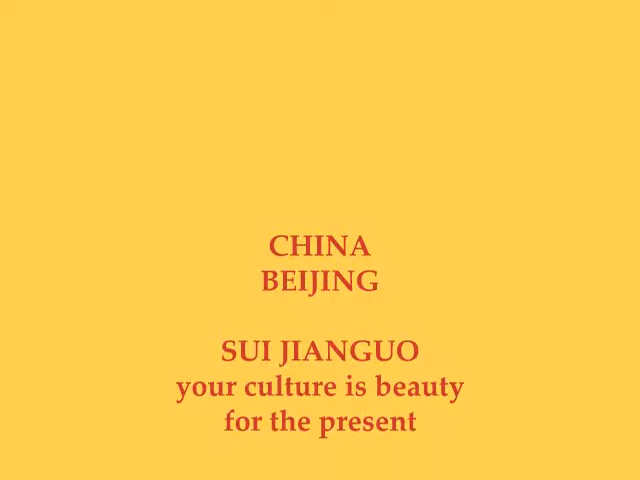 CHINA
BEIJING
SUI JIANGUO
your culture is beauty
for the present